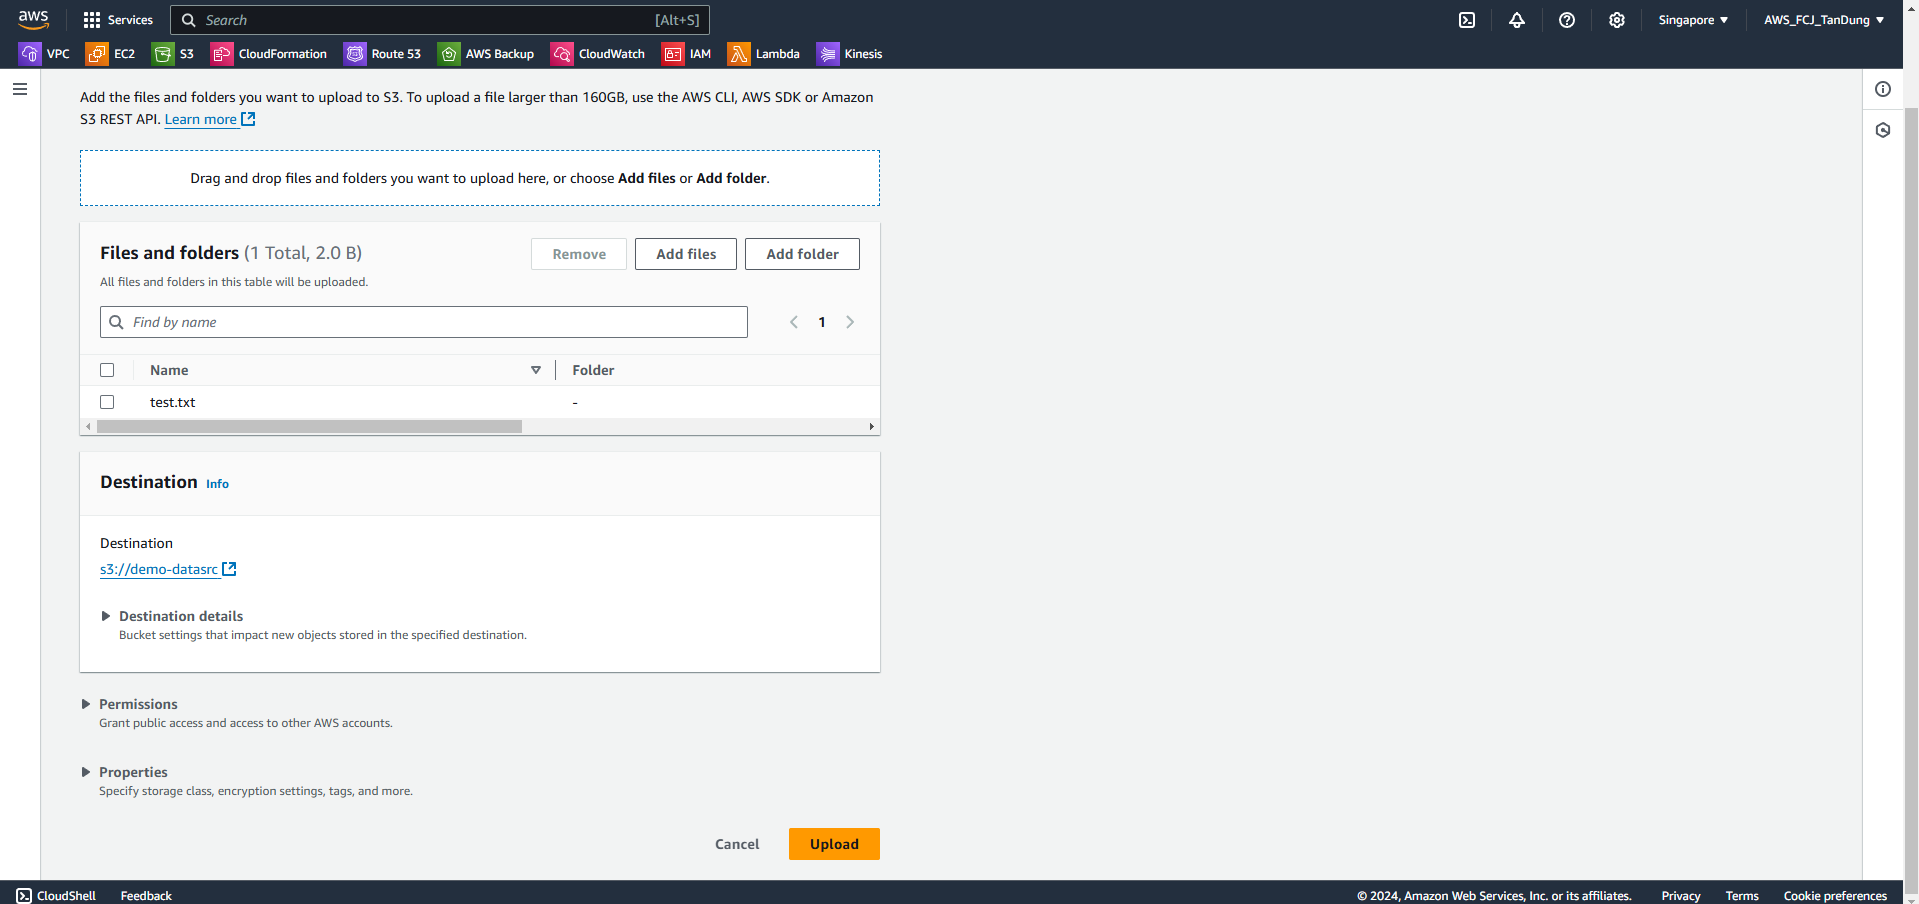 aws Services Search [Alt+S] Singapore AWS_FCJ_TanDung
VPC EC2 S3 CloudFormation Route 53 AWS Backup CloudWatch IAM Lambda Kinesis
Add the files and folders you want to upload to S3. To upload a file larger than 160GB, use the AWS CLI, AWS SDK or Amazon
S3 REST API. Learn more
Drag and drop files and folders you want to upload here, or choose Add files or Add folder.
Files and folders (1 Total, 2.0 B) Remove Add files Add folder
All files and folders in this table will be uploaded.
Find by name 1
Name Folder
test.txt -
Destination Info
Destination
s3://demo-datasrc
Destination details
Bucket settings that impact new objects stored in the specified destination.
Permissions
Grant public access and access to other AWS accounts.
Properties
Specify storage class, encryption settings, tags, and more.
Cancel Upload
CloudShell Feedback © 2024, Amazon Web Services, Inc. or its affiliates. Privacy Terms Cookie preferences